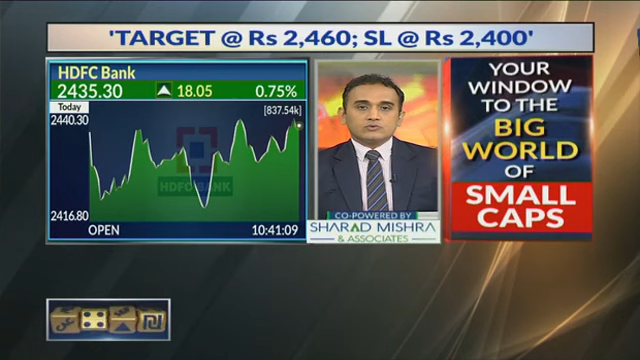 'TARGET @ Rs 2,460; SL @ Rs 2,400'
HDFC Bank
2435.30 18.05 0.75%
Today
[837.54k]
2440.30
HDFC BANK
2416.80
OPEN 10:41:09
CO-POWERED BY
SHARAD MISHRA
& ASSOCIATES
YOUR
WINDOW
TO THE
BIG
WORLD
OF
SMALL
CAPS